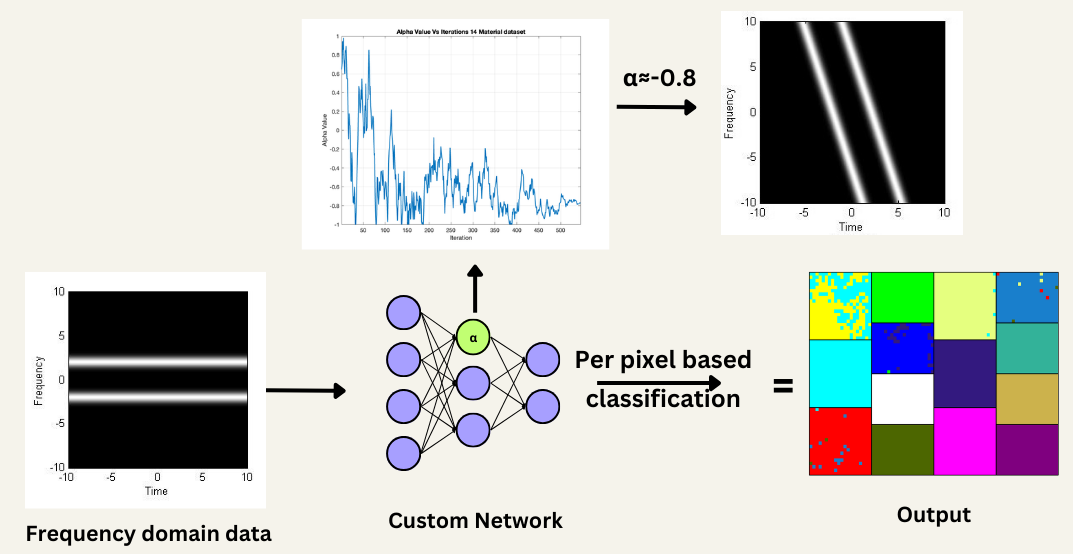 Alpha Value Vs Iterations 14 Material dataset
Alpha Value
1
0.8
0.6
0.4
0.2
0
-0.2
-0.4
-0.6
-0.8
-1
50 100 150 200 250 300 350 400 450 500
Iteration
α≈-0.8
Frequency
10
5
0
-5
-10
-10 -5 0 5 10
Time
Frequency
10
5
0
-5
-10
-10 -5 0 5 10
Time
Frequency domain data
α
Custom Network
Per pixel based
classification
=
Output